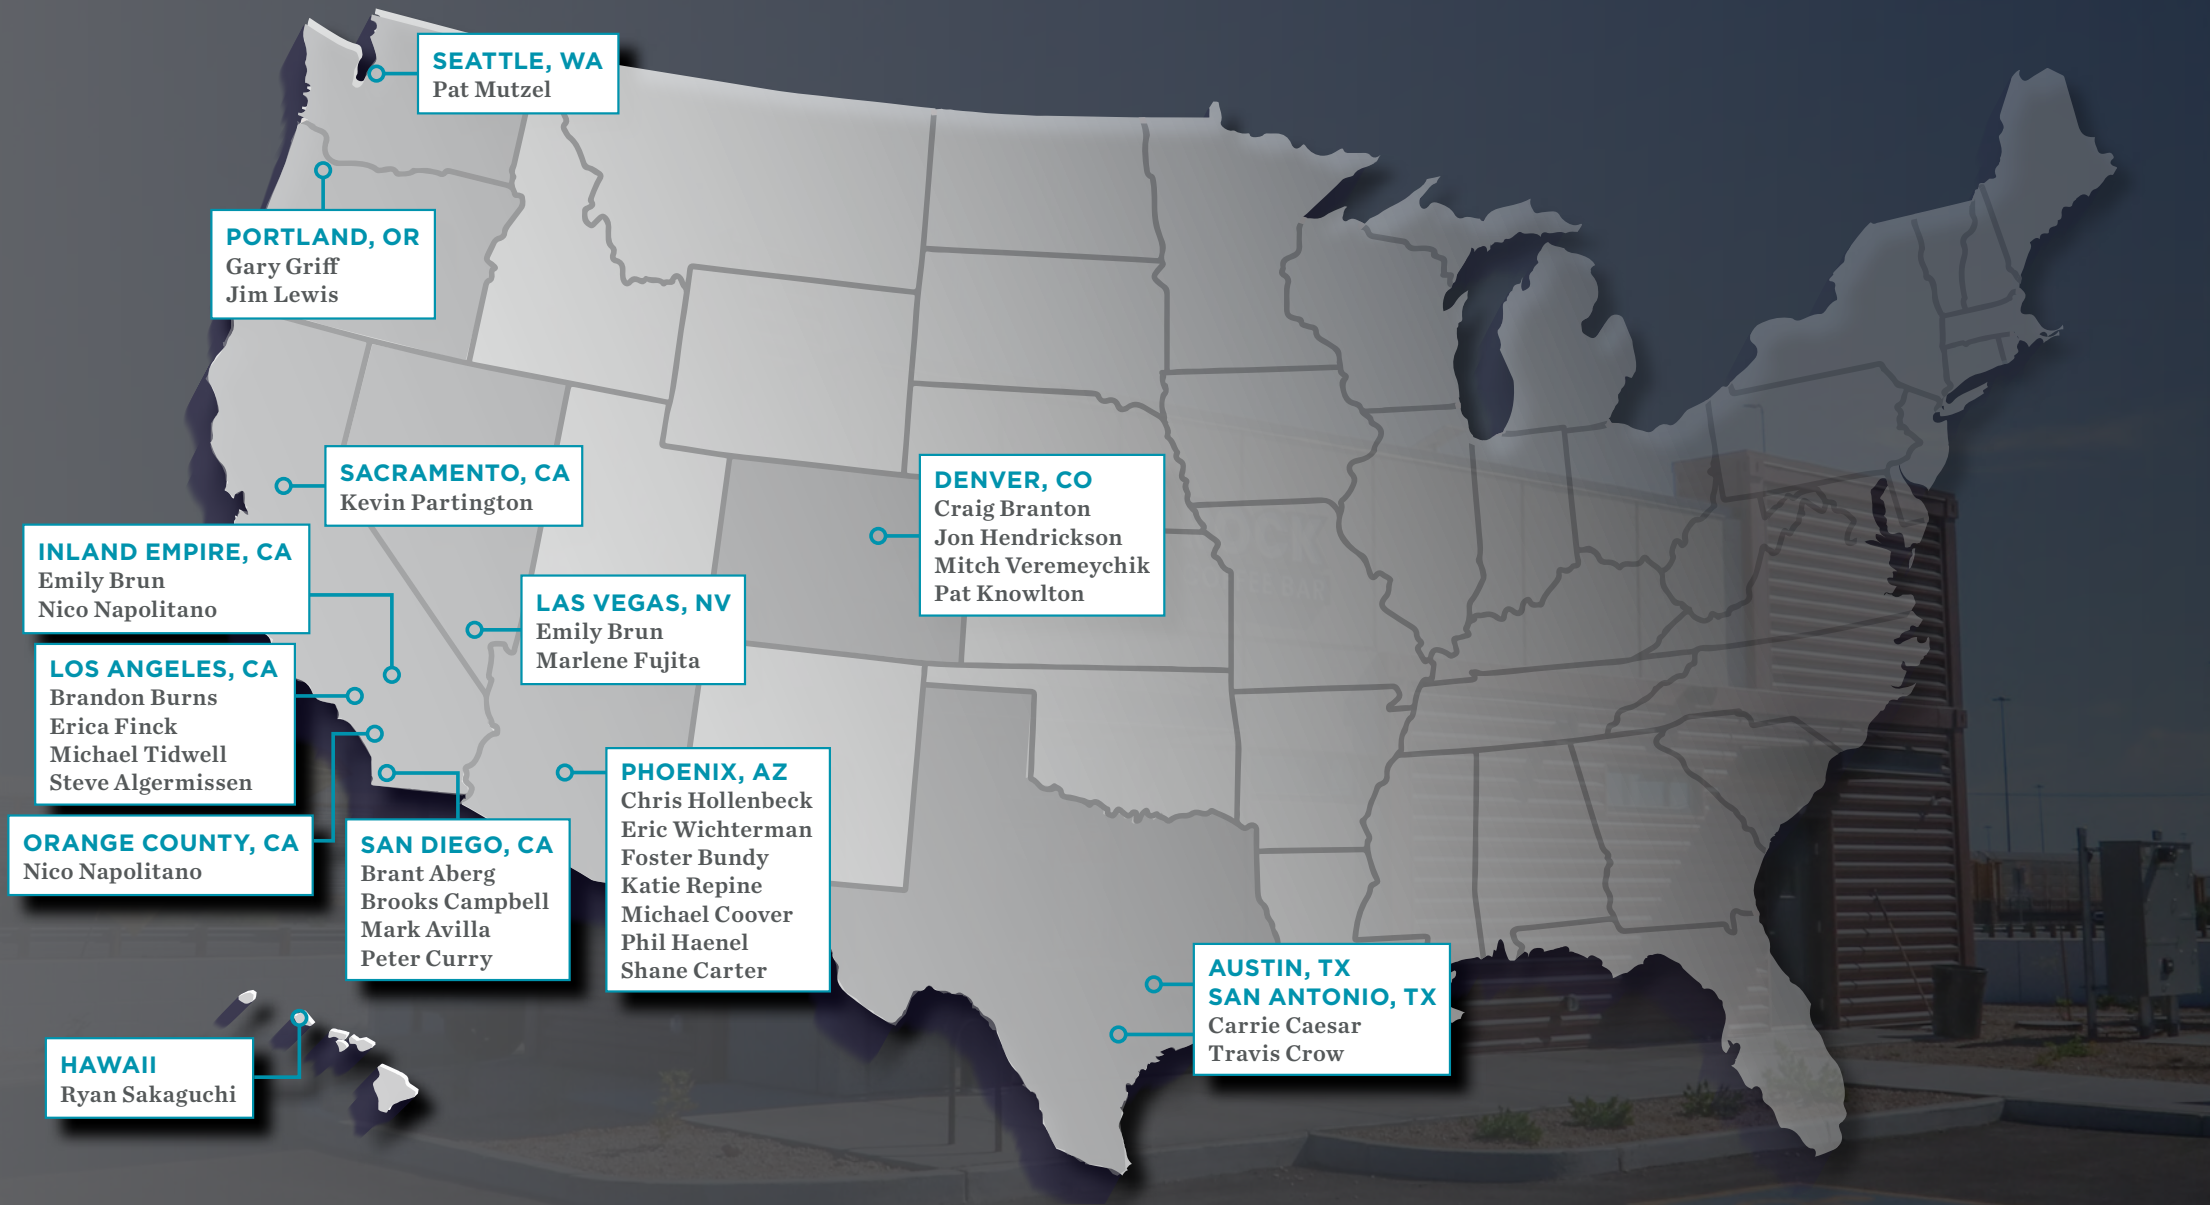 SEATTLE, WA
Pat Mutzel
PORTLAND, OR
Gary Griff
Jim Lewis
SACRAMENTO, CA
Kevin Partington
INLAND EMPIRE, CA
Emily Brun
Nico Napolitano
LAS VEGAS, NV
Emily Brun
Marlene Fujita
DENVER, CO
Craig Branton
Jon Hendrickson
Mitch Veremeychik
Pat Knowlton
LOS ANGELES, CA
Brandon Burns
Erica Finck
Michael Tidwell
Steve Algermissen
ORANGE COUNTY, CA
Nico Napolitano
SAN DIEGO, CA
Brant Aberg
Brooks Campbell
Mark Avilla
Peter Curry
PHOENIX, AZ
Chris Hollenbeck
Eric Wichterman
Foster Bundy
Katie Repine
Michael Coover
Phil Haenel
Shane Carter
AUSTIN, TX
SAN ANTONIO, TX
Carrie Caesar
Travis Crow
HAWAII
Ryan Sakaguchi